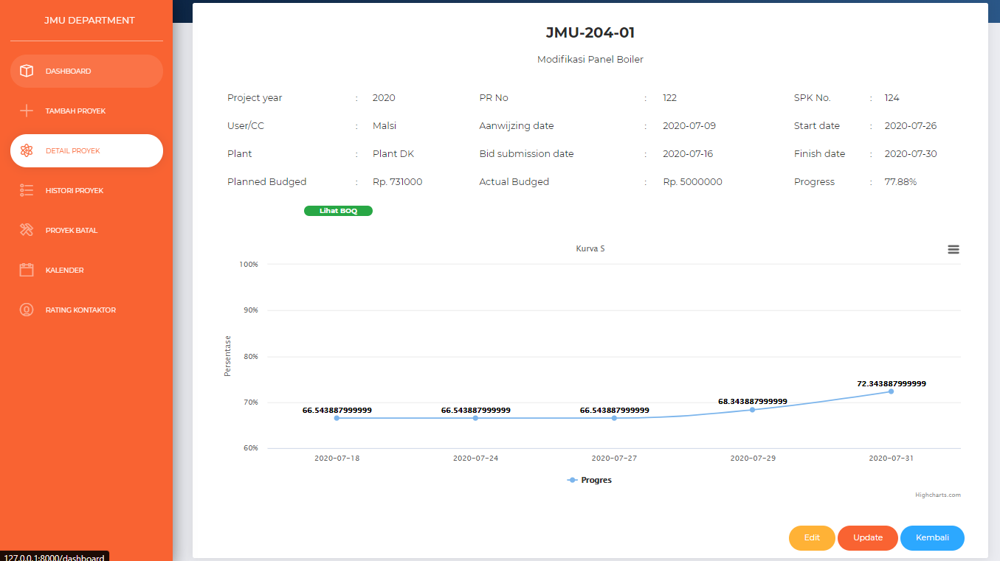 JMU DEPARTMENT
DASHBOARD
TAMBAH PROYEK
DETAIL PROYEK
HISTORI PROYEK
PROYEK BATAL
KALENDER
RATING KONTAKTOR
127.0.0.1:8000/dashboard
JMU-204-01
Modifikasi Panel Boiler
Project year : 2020 PR No : 122 SPK No. : 124
User/CC : Malsi Aanwijzing date : 2020-07-09 Start date : 2020-07-26
Plant : Plant DK Bid submission date : 2020-07-16 Finish date : 2020-07-30
Planned Budged : Rp. 731000 Actual Budged : Rp. 5000000 Progress : 77.88%
Lihat BOQ
Kurva S
Persentase
100%
90%
80%
70%
60%
66.543887999999 66.543887999999 66.543887999999 68.343887999999 72.343887999999
2020-07-18 2020-07-24 2020-07-27 2020-07-29 2020-07-31
Progres
Highcharts.com
Edit Update Kembali